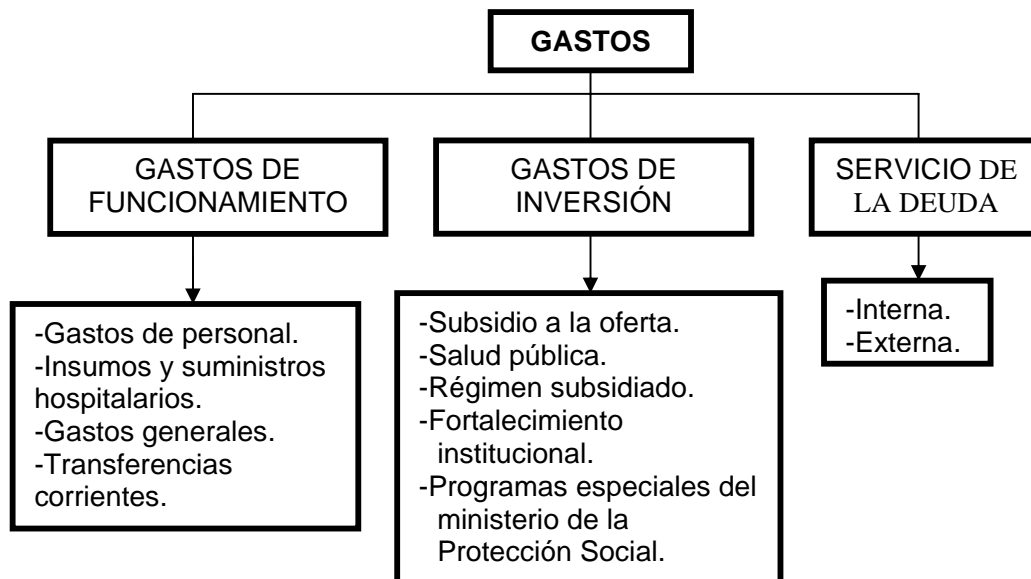 GASTOS
GASTOS DE
FUNCIONAMIENTO
GASTOS DE
INVERSIÓN
SERVICIO DE
LA DEUDA
-Gastos de personal.
-Insumos y suministros
hospitalarios.
-Gastos generales.
-Transferencias
corrientes.
-Subsidio a la oferta.
-Salud pública.
-Régimen subsidiado.
-Fortalecimiento
institucional.
-Programas especiales del
ministerio de la
Protección Social.
-Interna.
-Externa.